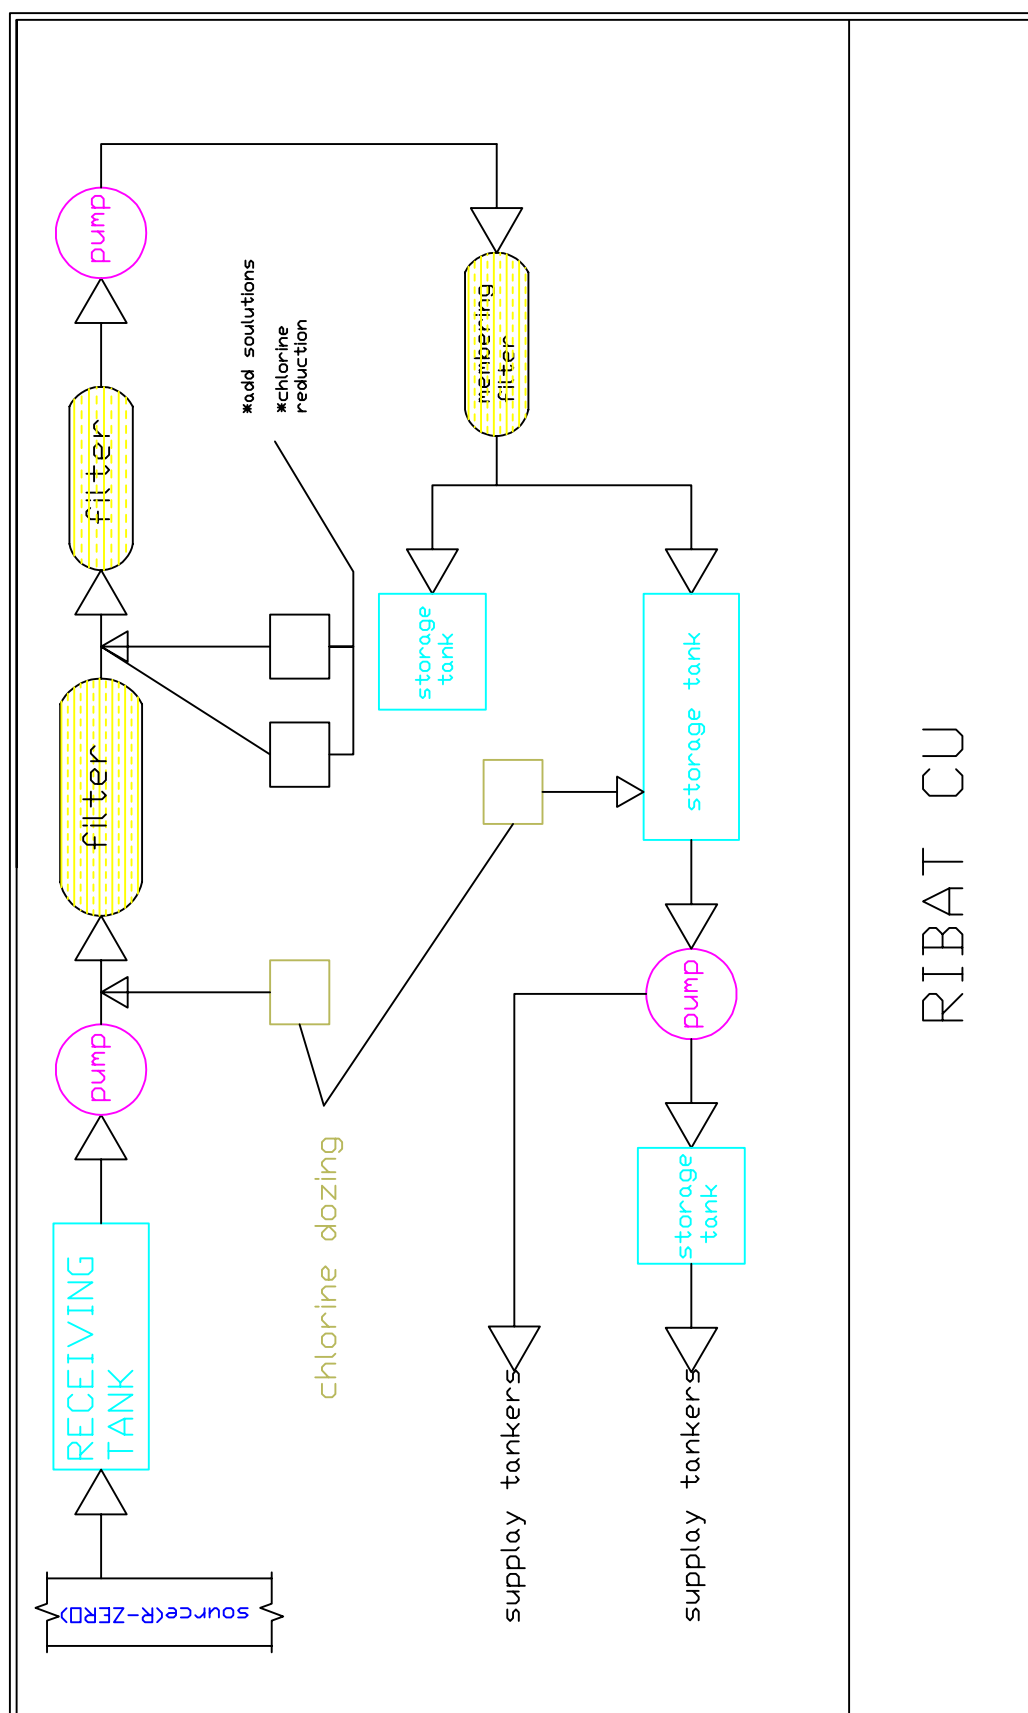 source(R-ZERO)
RECEIVING
TANK
pump
filter
filter
pump
chlorine dozing
*add soulutions
*chlorine
reduction
membering
filter
storage
tank
storage tank
pump
storage
tank
supplay tankers
supplay tankers
RIBAT CU